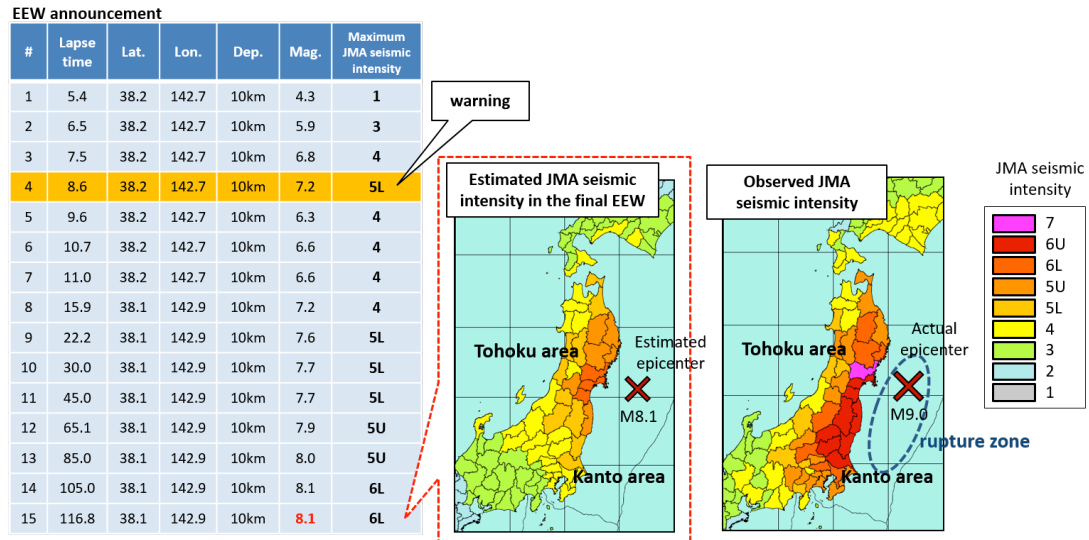 EEW announcement
# Lapse time Lat. Lon. Dep. Mag. Maximum JMA seismic intensity
1 5.4 38.2 142.7 10km 4.3 1
2 6.5 38.2 142.7 10km 5.9 3
3 7.5 38.2 142.7 10km 6.8 4
4 8.6 38.2 142.7 10km 7.2 5L
5 9.6 38.2 142.7 10km 6.3 4
6 10.7 38.2 142.7 10km 6.6 4
7 11.0 38.2 142.7 10km 6.6 4
8 15.9 38.1 142.9 10km 7.2 4
9 22.2 38.1 142.9 10km 7.6 5L
10 30.0 38.1 142.9 10km 7.7 5L
11 45.0 38.1 142.9 10km 7.7 5L
12 65.1 38.1 142.9 10km 7.9 5U
13 85.0 38.1 142.9 10km 8.0 5U
14 105.0 38.1 142.9 10km 8.1 6L
15 116.8 38.1 142.9 10km 8.1 6L
warning
Estimated JMA seismic
intensity in the final EEW
Tohoku area
Estimated
epicenter
M8.1
Kanto area
Observed JMA
seismic intensity
Tohoku area
Actual
epicenter
M9.0
rupture zone
Kanto area
JMA seismic
intensity
7
6U
6L
5U
5L
4
3
2
1